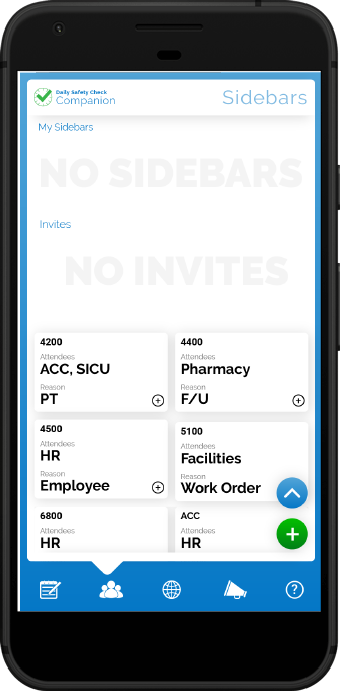 Daily Safety Check
Companion
Sidebars
My Sidebars
NO SIDEBARS
Invites
NO INVITES
4200
Attendees
ACC, SICU
Reason
PT
4400
Attendees
Pharmacy
Reason
F/U
4500
Attendees
HR
Reason
Employee
5100
Attendees
Facilities
Reason
Work Order
6800
Attendees
HR
ACC
Attendees
HR